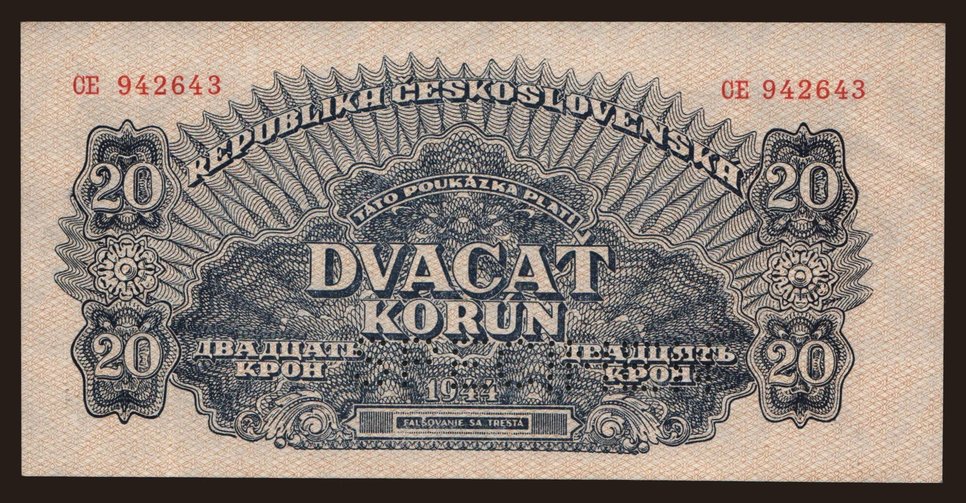 CE 942643
CE 942643
REPUBLIKA ČESKOSLOVENSKÁ
20
20
TÁTO POUKÁZKA PLATÍ
DVACAŤ
KORÚN
20
20
ДВАДЦАТЬ
КРОН
ДВАДЦЯТЬ
КРОН
1944
FALŠOVANIE SA TRESTÁ